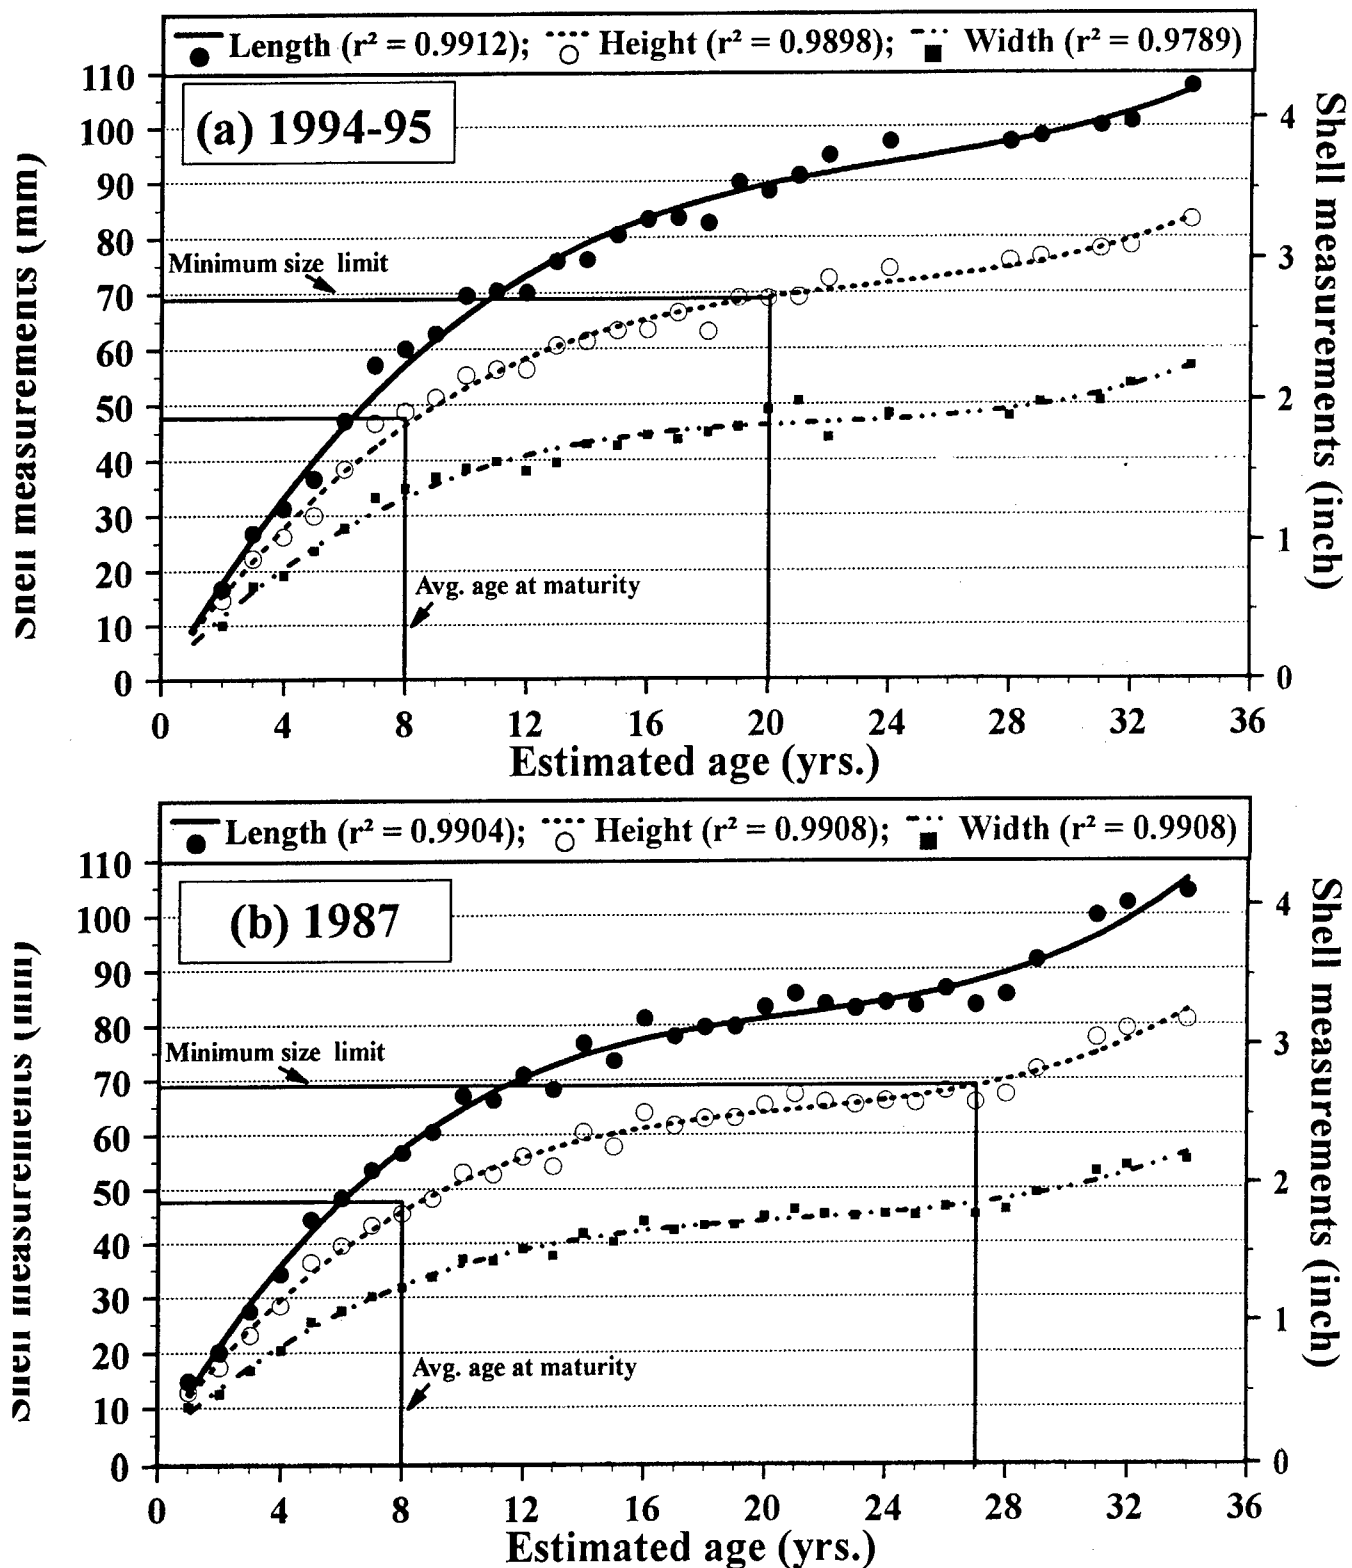 Length (r² = 0.9912); Height (r² = 0.9898); Width (r² = 0.9789)
(a) 1994-95
110
100
90
80
70
60
50
40
30
20
10
0
Shell measurements (mm)
Minimum size limit
Avg. age at maturity
4
3
2
1
0
Shell measurements (inch)
0 4 8 12 16 20 24 28 32 36
Estimated age (yrs.)
Length (r² = 0.9904); Height (r² = 0.9908); Width (r² = 0.9908)
(b) 1987
110
100
90
80
70
60
50
40
30
20
10
0
Shell measurements (mm)
Minimum size limit
Avg. age at maturity
4
3
2
1
0
Shell measurements (inch)
0 4 8 12 16 20 24 28 32 36
Estimated age (yrs.)